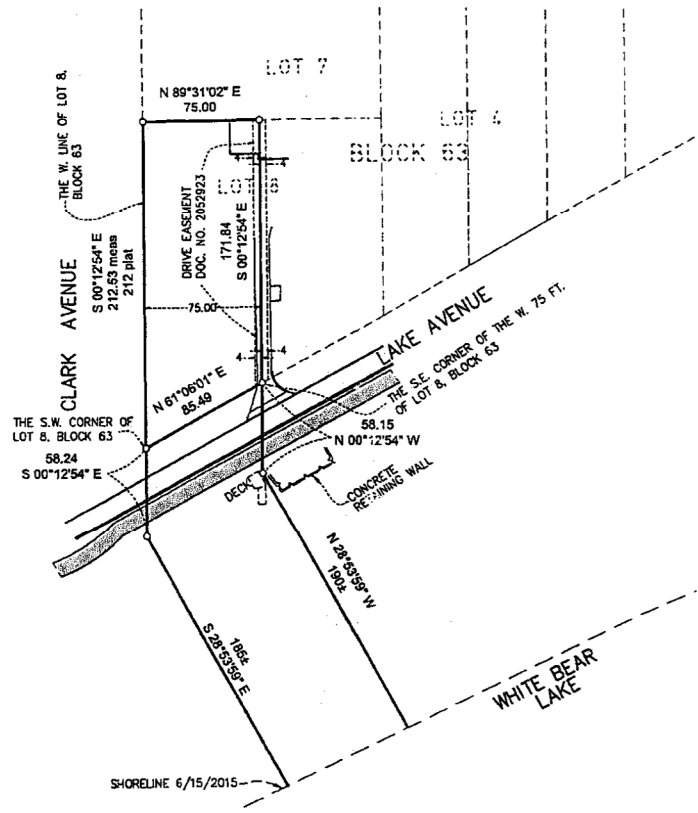 LOT 7
N 89°31'02" E
75.00
LOT 4
BLOCK 63
THE W. LINE OF LOT 8,
BLOCK 63
LOT 8
DRIVE EASEMENT
DOC. NO. 2052923
171.84
S 00°12'54" E
CLARK AVENUE
S 00°12'54" E
212.53 meas
212 plat
4
4
75.00
4
4
LAKE AVENUE
N 61°06'01" E
85.49
THE S.E. CORNER OF THE W. 75 FT.
OF LOT 8, BLOCK 63
THE S.W. CORNER OF
LOT 8, BLOCK 63
58.15
N 00°12'54" W
58.24
S 00°12'54" E
DECK
CONCRETE
RETAINING WALL
N 28°53'59" W
190±
185±
S 28°53'59" E
WHITE BEAR
LAKE
SHORELINE 6/15/2015